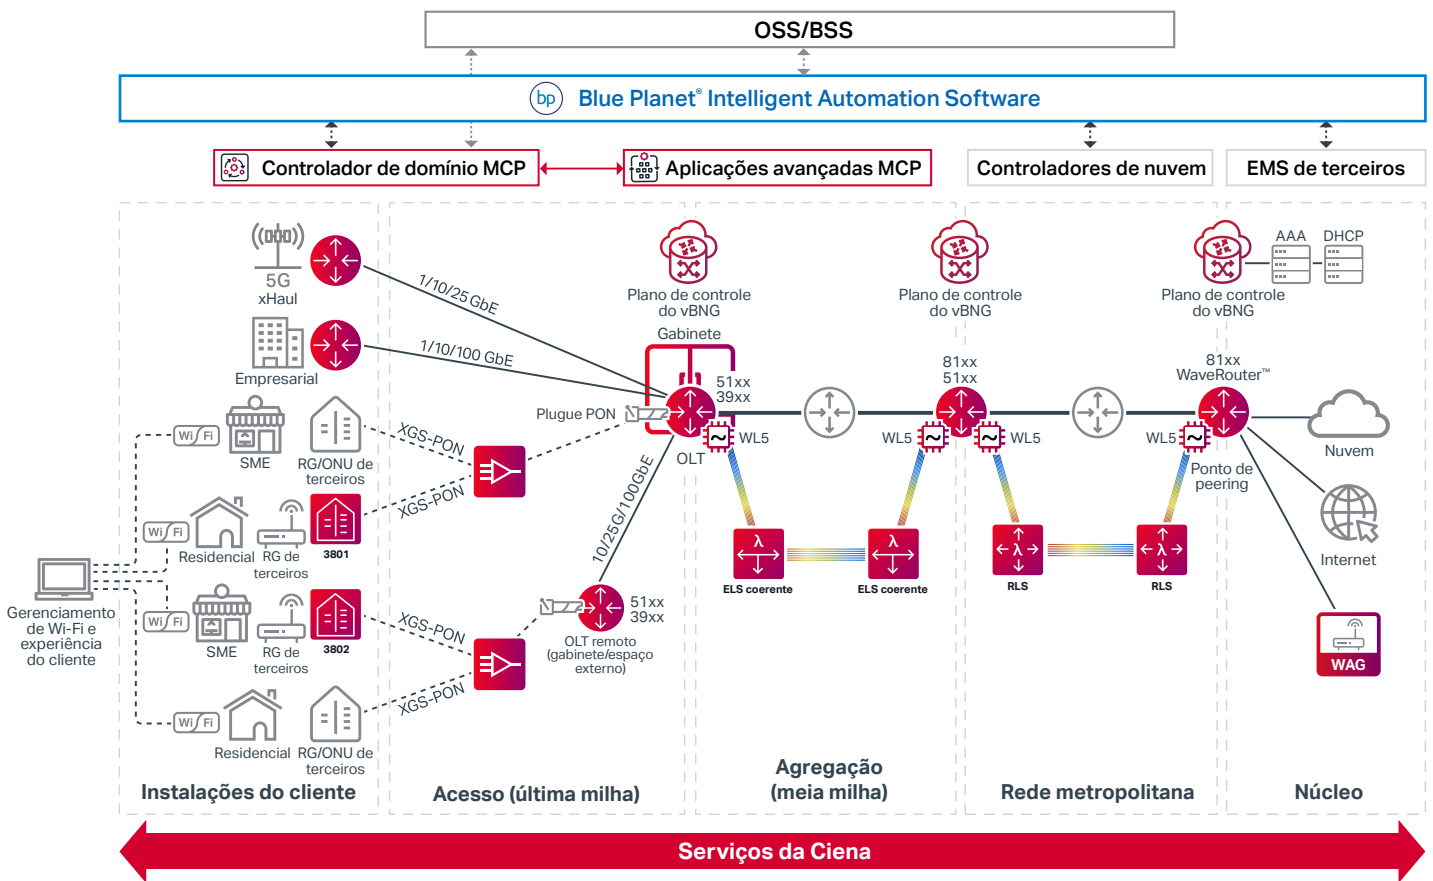 OSS/BSS
bp Blue Planet® Intelligent Automation Software
Controlador de domínio MCP
Aplicações avançadas MCP
Controladores de nuvem
EMS de terceiros
5G
xHaul
1/10/25 GbE
Empresarial
1/10/100 GbE
Wi Fi
SME
RG/ONU de
terceiros
XGS-PON
XGS-PON
Wi Fi
Residencial
RG de
terceiros
3801
Gerenciamento
de Wi-Fi e
experiência
do cliente
Wi Fi
SME
RG de
terceiros
3802
XGS-PON
XGS-PON
Wi Fi
Residencial
RG/ONU de
terceiros
Instalações do cliente
Plano de controle
do vBNG
Gabinete
51xx
39xx
Plugue PON
OLT
WL5
10/25G/100GbE
51xx
39xx
OLT remoto
(gabinete/espaço
externo)
Acesso (última milha)
λ
ELS coerente
λ
ELS coerente
WL5
Agregação
(meia milha)
Plano de controle
do vBNG
81xx
51xx
WL5
λ
RLS
λ
RLS
WL5
Rede metropolitana
Plano de controle
do vBNG
AAA
DHCP
81xx
WaveRouter™
Ponto de
peering
Nuvem
Internet
WAG
Núcleo
Serviços da Ciena